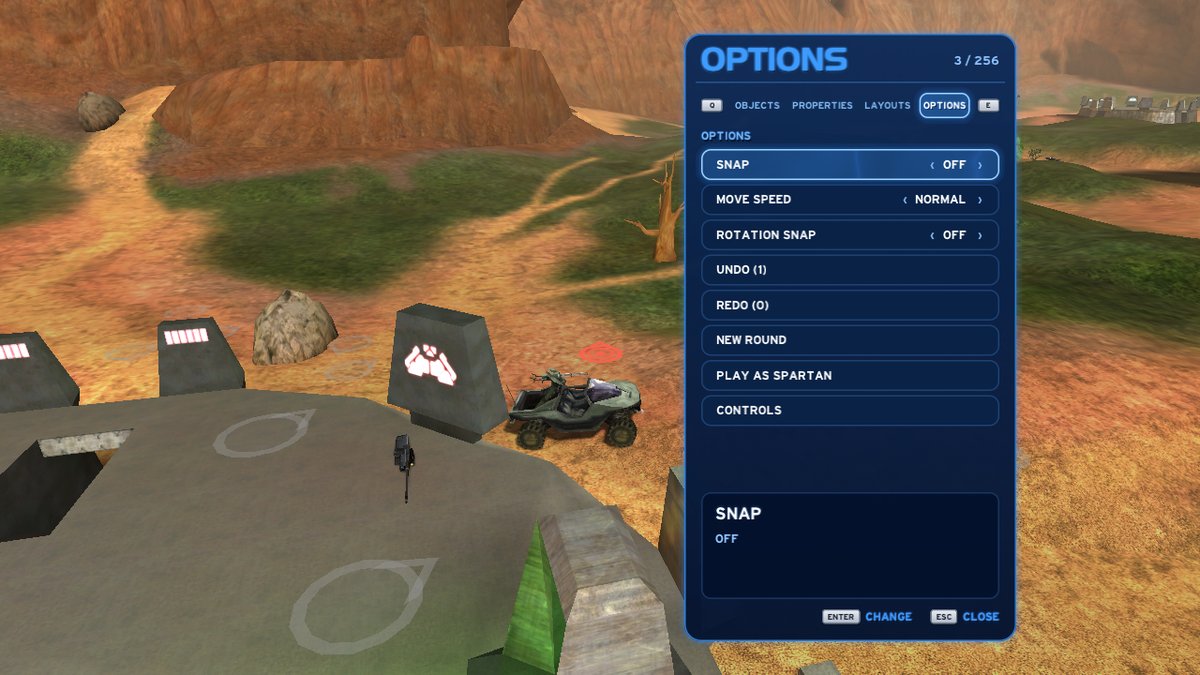 OPTIONS
3 / 256
Q OBJECTS PROPERTIES LAYOUTS OPTIONS E
OPTIONS
SNAP ‹ OFF ›
MOVE SPEED ‹ NORMAL ›
ROTATION SNAP ‹ OFF ›
UNDO (1)
REDO (0)
NEW ROUND
PLAY AS SPARTAN
CONTROLS
SNAP
OFF
ENTER CHANGE ESC CLOSE